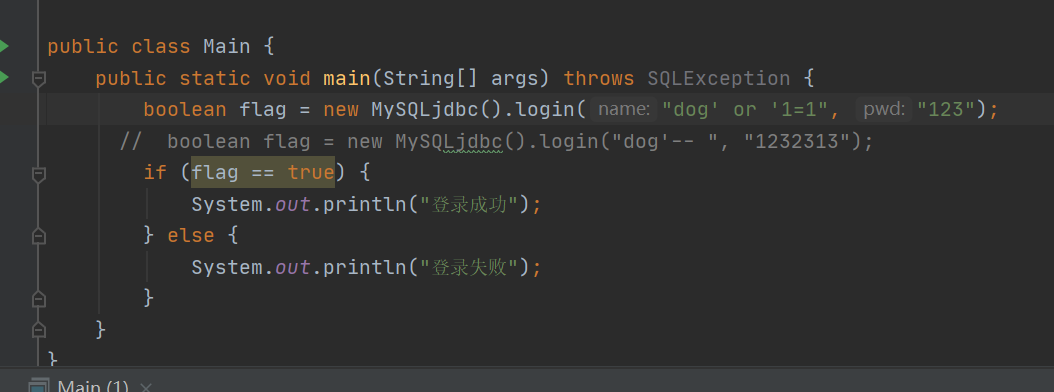 public class Main {
public static void main(String[] args) throws SQLException {
boolean flag = new MySQLjdbc().login( name: "dog' or '1=1", pwd: "123");
//  boolean flag = new MySQLjdbc().login("dog'-- ", "1232313");
if (flag == true) {
System.out.println("登录成功");
} else {
System.out.println("登录失败");
}
}
}
Main (1) ×